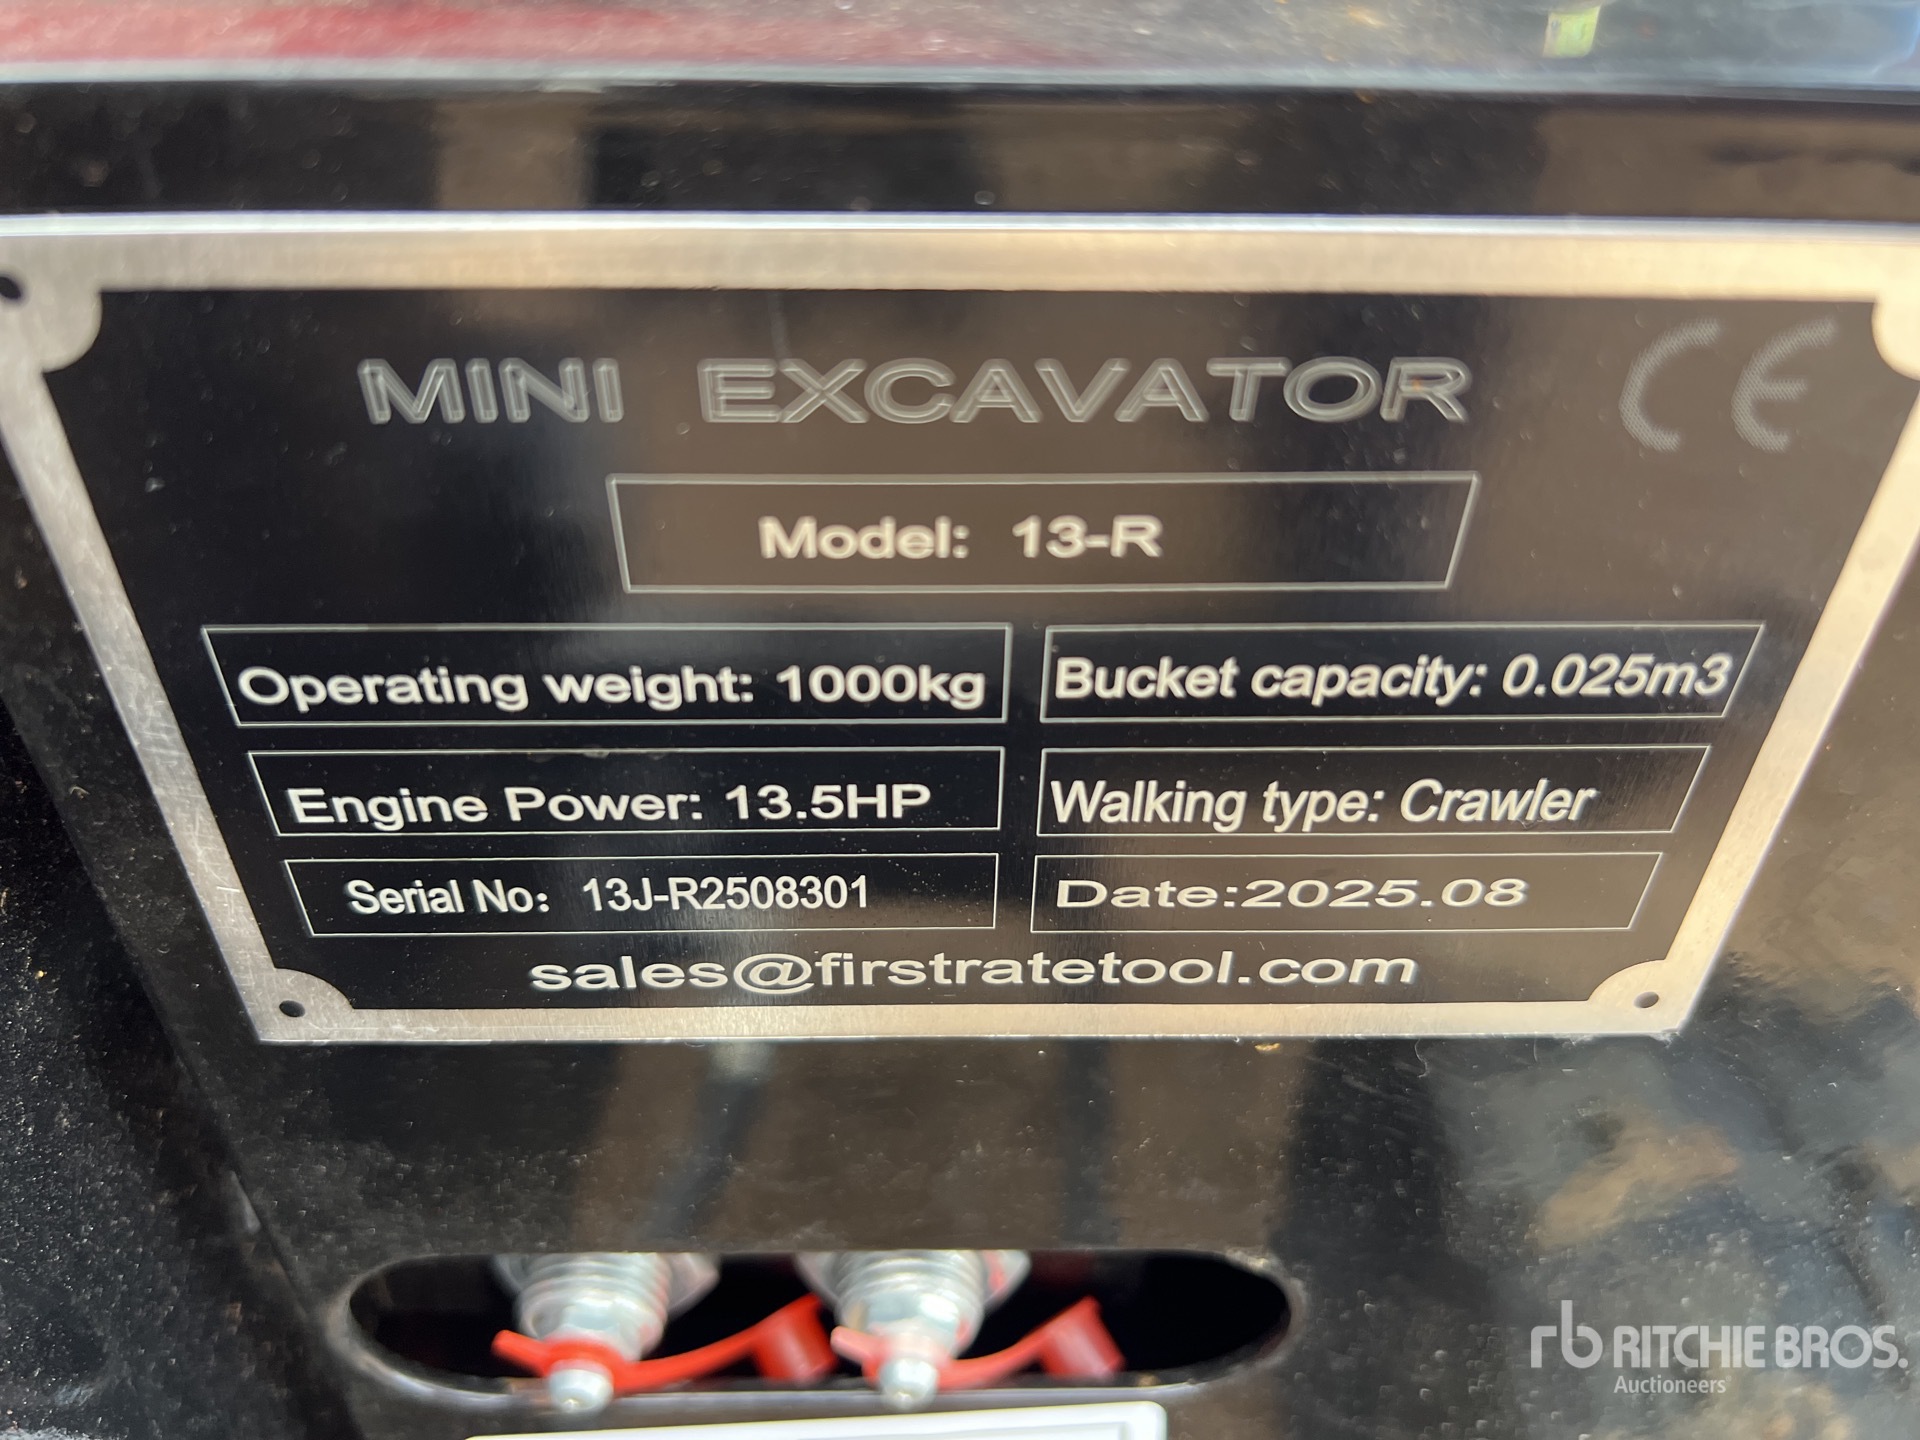 MINI EXCAVATOR CE
Model: 13-R
Operating weight: 1000kg
Bucket capacity: 0.025m3
Engine Power: 13.5HP
Walking type: Crawler
Serial No: 13J-R2508301
Date:2025.08
sales@firstratetool.com
rb RITCHIE BROS.
Auctioneers